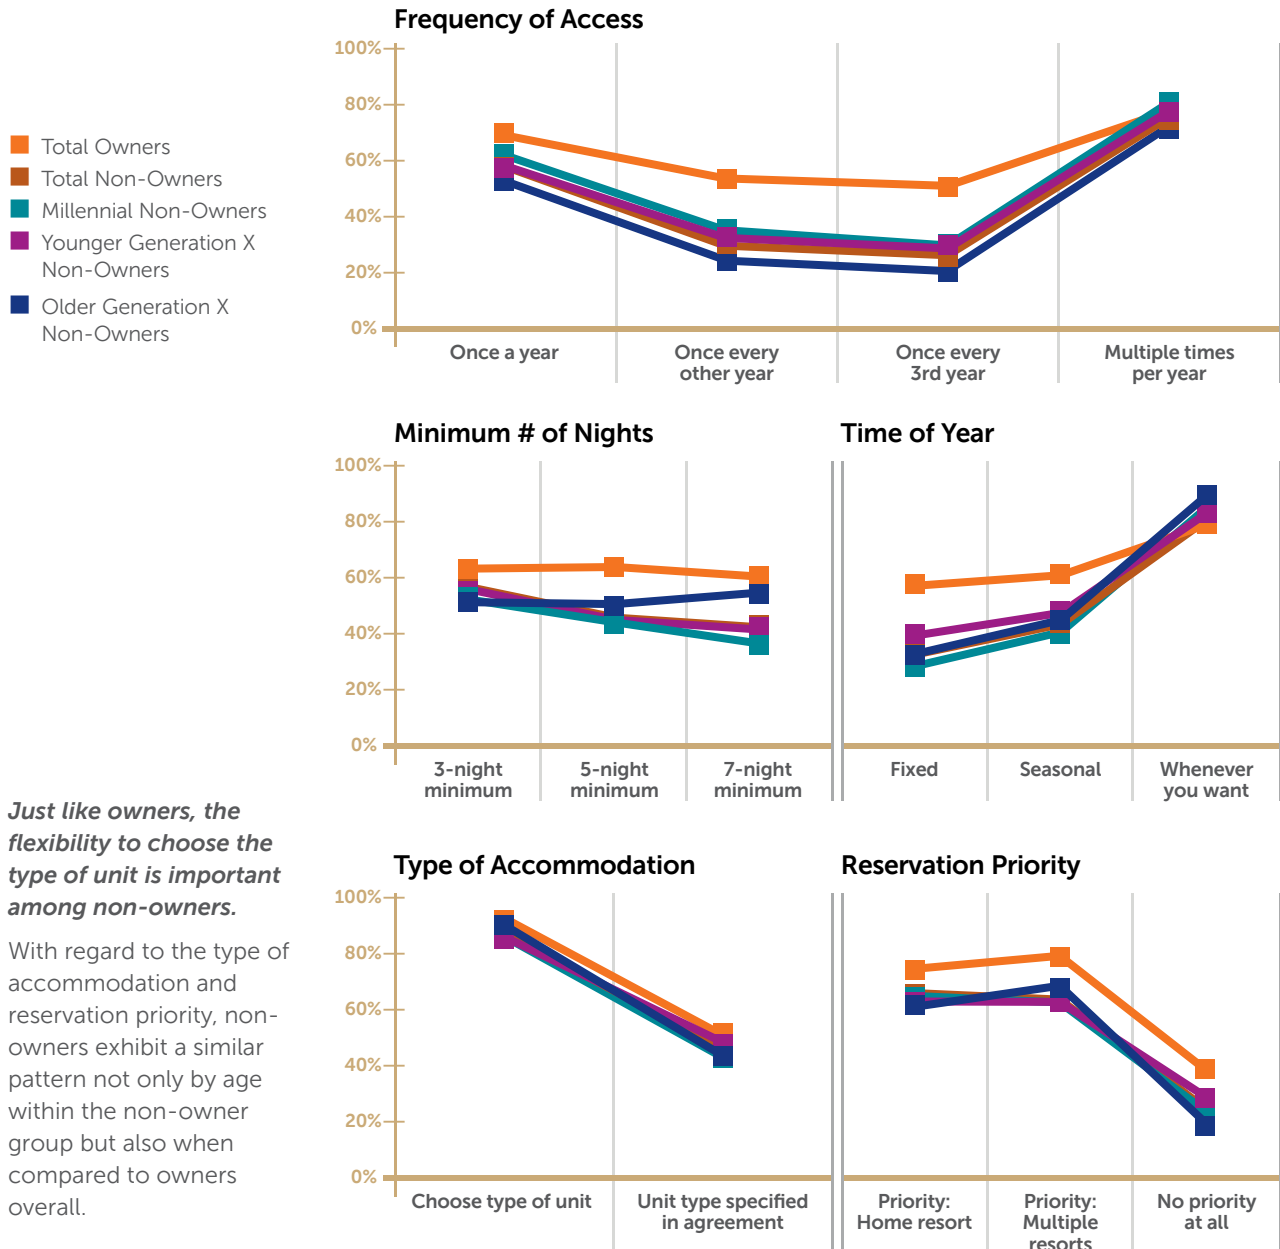 Frequency of Access
100%
80%
60%
40%
20%
0%
Once a year
Once every
other year
Once every
3rd year
Multiple times
per year
Total Owners
Total Non-Owners
Millennial Non-Owners
Younger Generation X
Non-Owners
Older Generation X
Non-Owners
Minimum # of Nights
100%
80%
60%
40%
20%
0%
3-night
minimum
5-night
minimum
7-night
minimum
Time of Year
Fixed
Seasonal
Whenever
you want
Just like owners, the
flexibility to choose the
type of unit is important
among non-owners.
With regard to the type of
accommodation and
reservation priority, non-
owners exhibit a similar
pattern not only by age
within the non-owner
group but also when
compared to owners
overall.
Type of Accommodation
100%
80%
60%
40%
20%
0%
Choose type of unit
Unit type specified
in agreement
Reservation Priority
Priority:
Home resort
Priority:
Multiple
resorts
No priority
at all